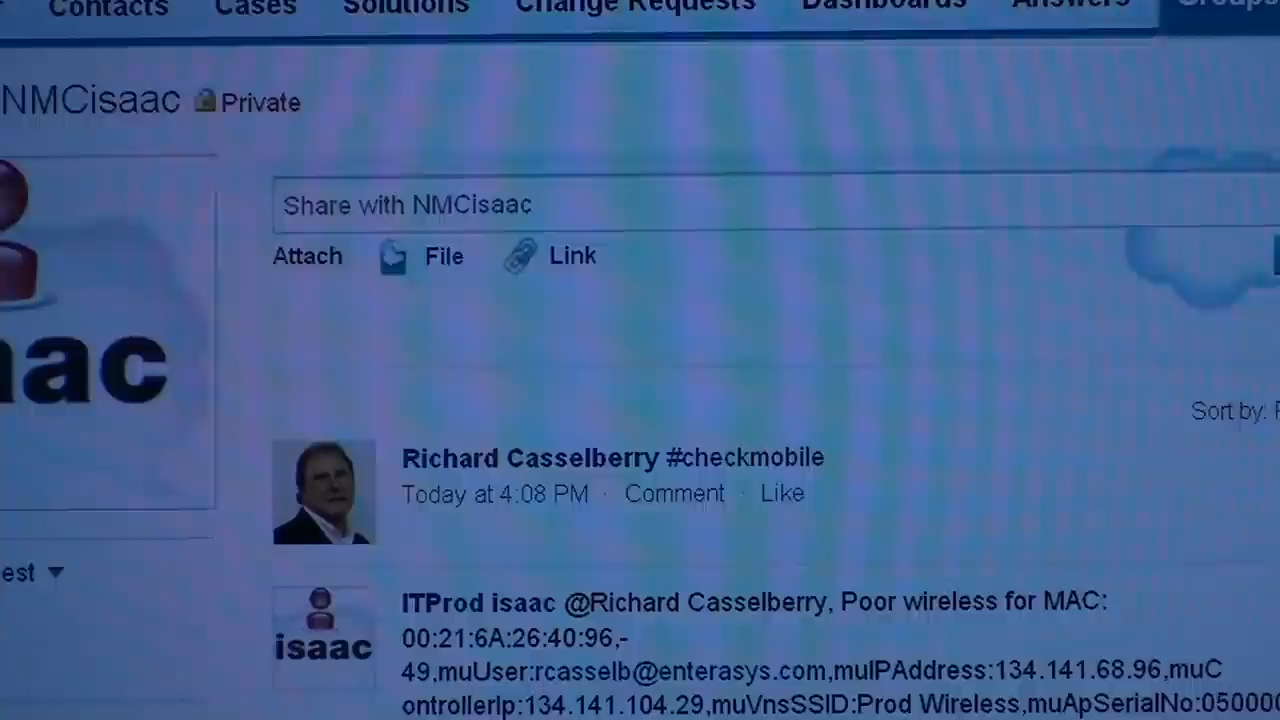 Contacts Cases Solutions Change Requests Dashboards Answers Groups
NMCisaac Private
Share with NMCisaac
Attach File Link
aac
Sort by:
Richard Casselberry #checkmobile
Today at 4:08 PM · Comment · Like
est
ITProd isaac @Richard Casselberry, Poor wireless for MAC:
isaac
00:21:6A:26:40:96,-
49,muUser:rcasselb@enterasys.com,muIPAddress:134.141.68.96,muC
ontrollerIp:134.141.104.29,muVnsSSID:Prod Wireless,muApSerialNo:05000